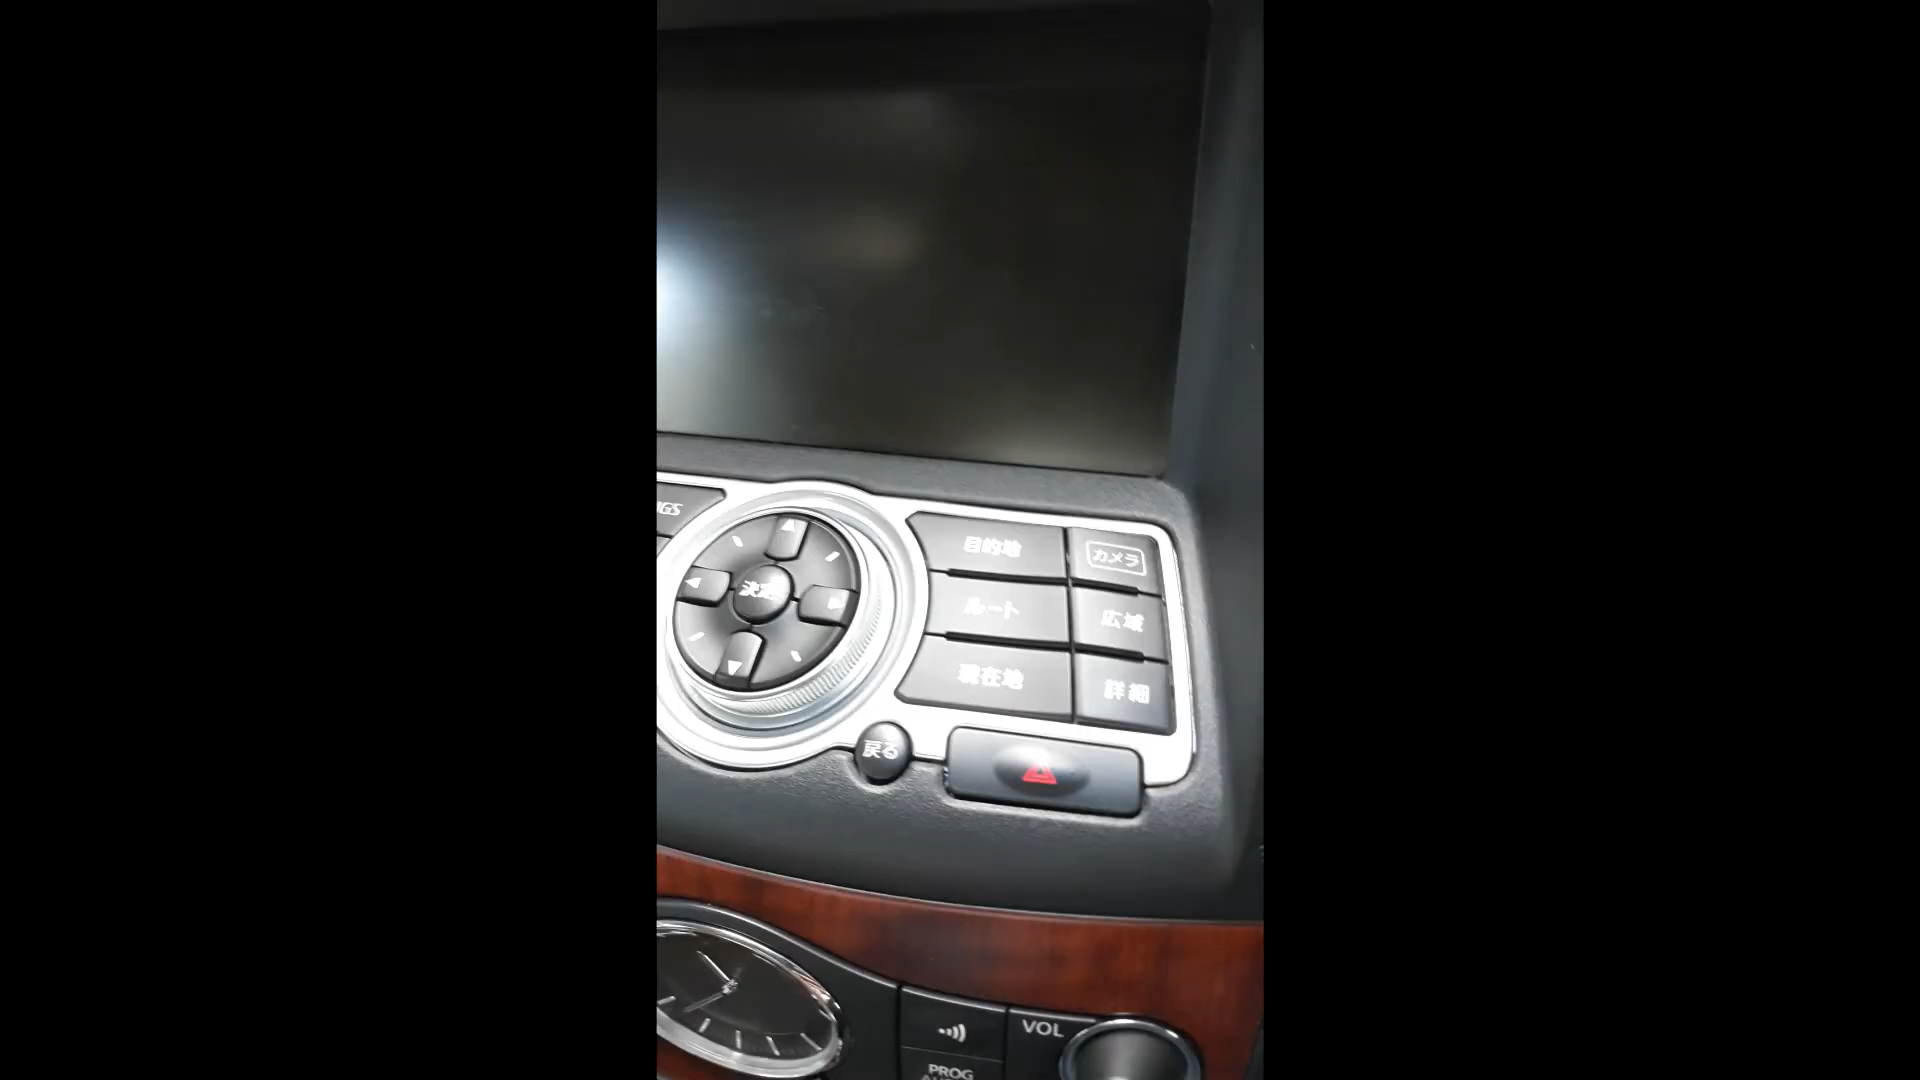 目的地
カメラ
決定
ルート
広域
現在地
詳細
戻る
VOL
PROG